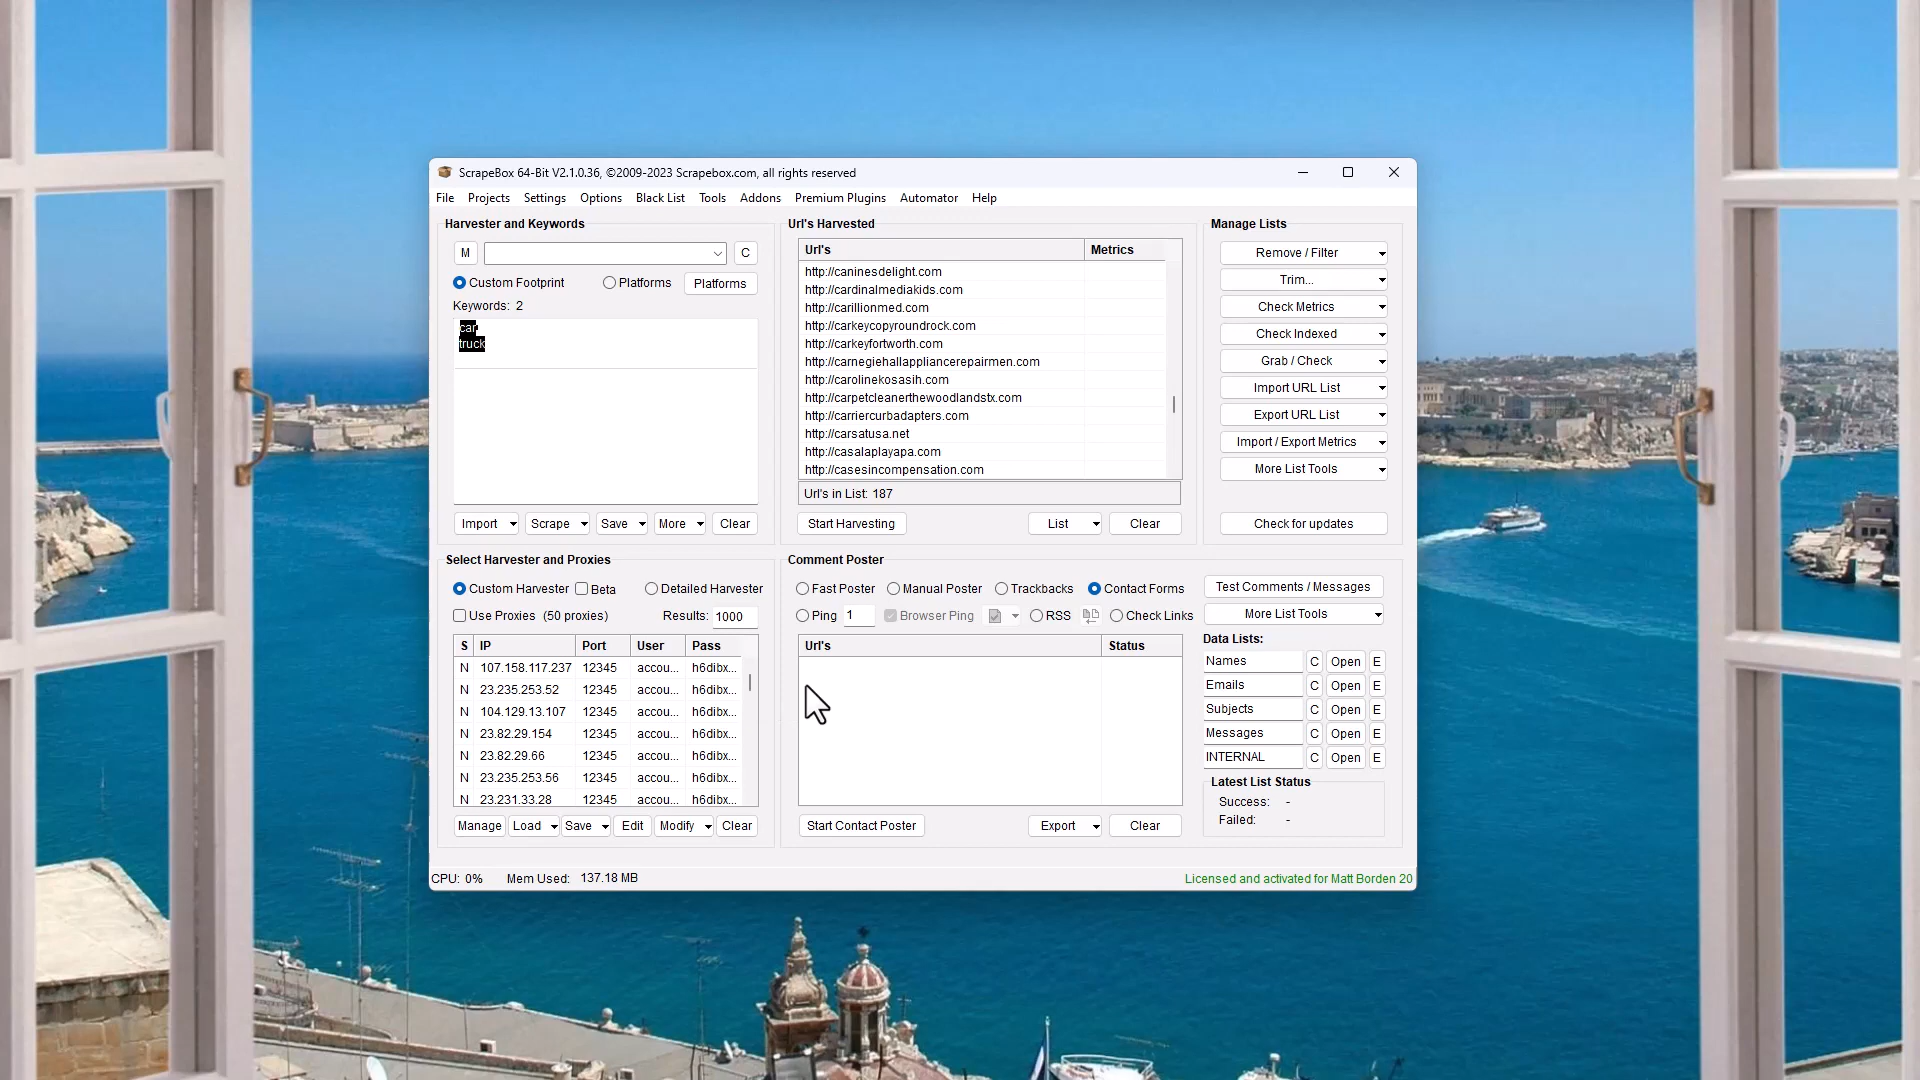 ScrapeBox 64-Bit V2.1.0.36, ©2009-2023 Scrapebox.com, all rights reserved
File Projects Settings Options Black List Tools Addons Premium Plugins Automator Help
Harvester and Keywords
M C
Custom Footprint Platforms Platforms
Keywords: 2
car
truck
Import Scrape Save More Clear
Url's Harvested
Url's Metrics
http://caninesdelight.com
http://cardinalmediakids.com
http://carillionmed.com
http://carkeycopyroundrock.com
http://carkeyfortworth.com
http://carnegiehallappliancerepairmen.com
http://carolinekosasih.com
http://carpetcleanerthewoodlandstx.com
http://carriercurbadapters.com
http://carsatusa.net
http://casalaplayapa.com
http://casesincompensation.com
Url's in List: 187
Start Harvesting List Clear
Manage Lists
Remove / Filter
Trim...
Check Metrics
Check Indexed
Grab / Check
Import URL List
Export URL List
Import / Export Metrics
More List Tools
Check for updates
Select Harvester and Proxies
Custom Harvester Beta Detailed Harvester
Use Proxies (50 proxies) Results: 1000
S IP Port User Pass
N 107.158.117.237 12345 accou... h6dibx...
N 23.235.253.52 12345 accou... h6dibx...
N 104.129.13.107 12345 accou... h6dibx...
N 23.82.29.154 12345 accou... h6dibx...
N 23.82.29.66 12345 accou... h6dibx...
N 23.235.253.56 12345 accou... h6dibx...
N 23.231.33.28 12345 accou... h6dibx...
Manage Load Save Edit Modify Clear
Comment Poster
Fast Poster Manual Poster Trackbacks Contact Forms
Ping 1 Browser Ping RSS Check Links
Url's Status
Start Contact Poster Export Clear
Test Comments / Messages
More List Tools
Data Lists:
Names C Open E
Emails C Open E
Subjects C Open E
Messages C Open E
INTERNAL C Open E
Latest List Status
Success: -
Failed: -
CPU: 0% Mem Used: 137.18 MB
Licensed and activated for Matt Borden 20